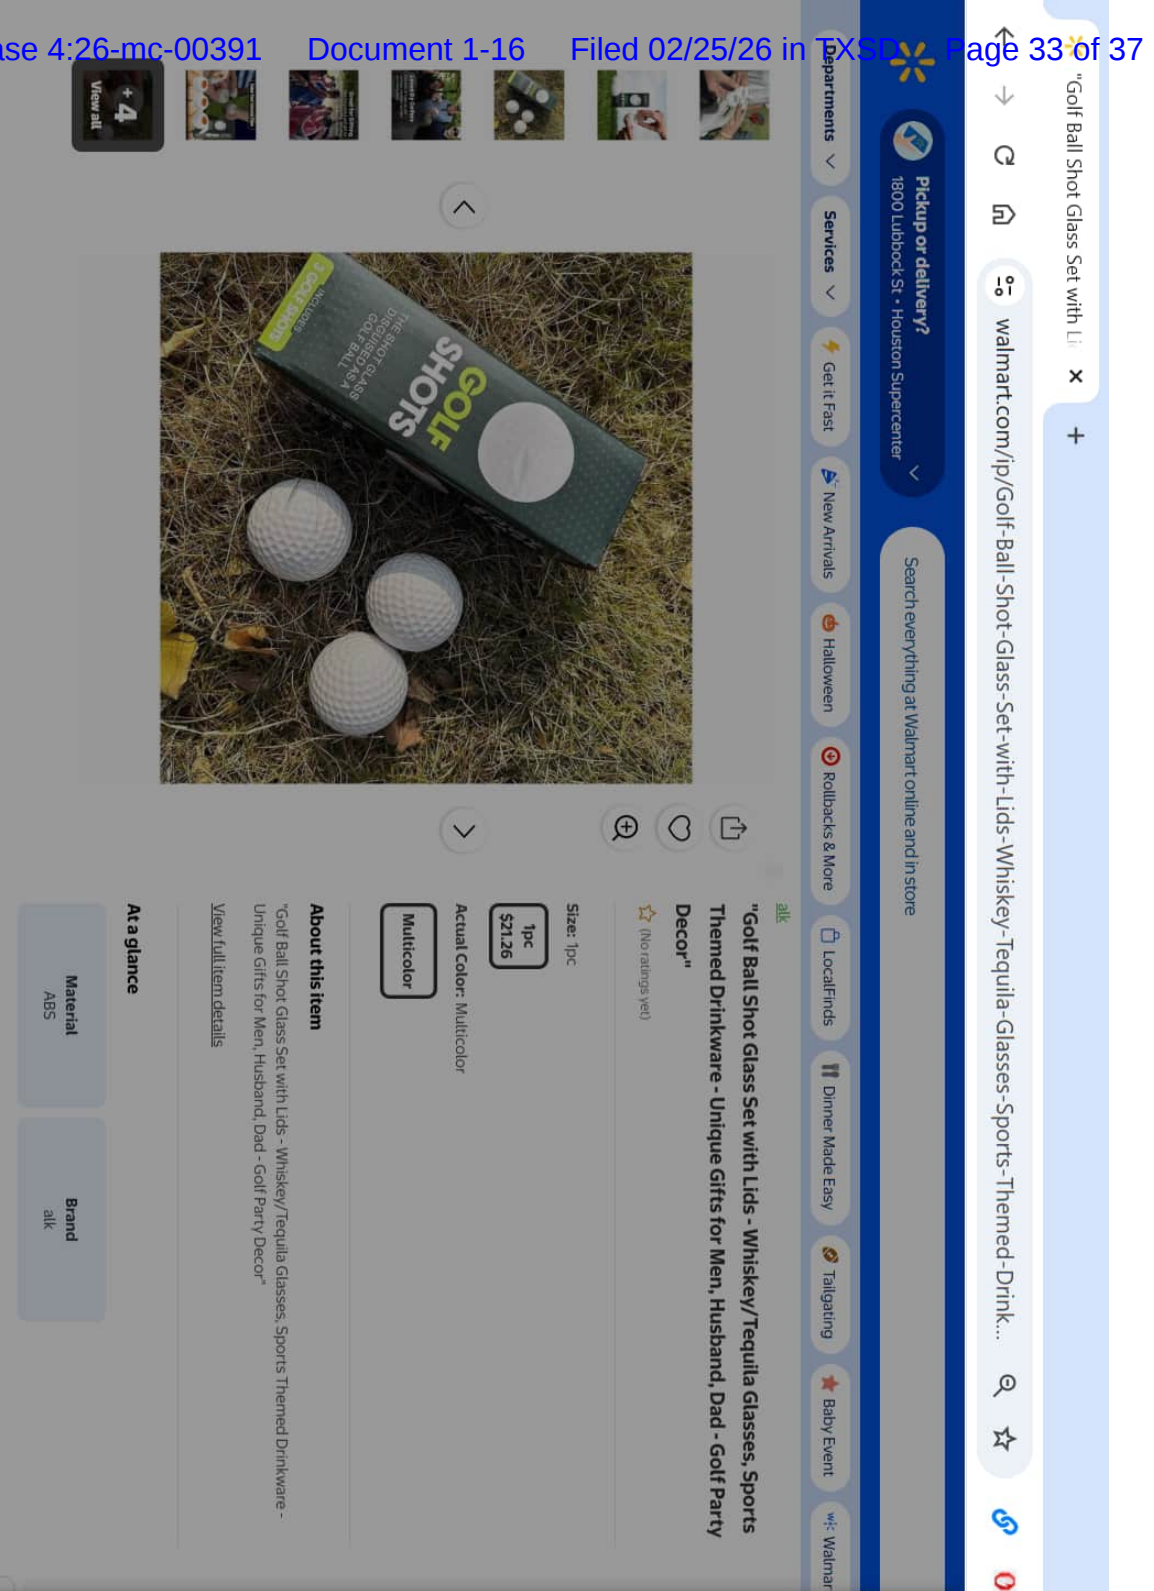 ase 4:26-mc-00391 Document 1-16 Filed 02/25/26 in TXSD Page 33 of 37
"Golf Ball Shot Glass Set with Li
walmart.com/ip/Golf-Ball-Shot-Glass-Set-with-Lids-Whiskey-Tequila-Glasses-Sports-Themed-Drink...
Pickup or delivery?
1800 Lubbock St • Houston Supercenter
Search everything at Walmart online and in store
Departments
Services
Get it Fast
New Arrivals
Halloween
Rollbacks & More
LocalFinds
Dinner Made Easy
Tailgating
Baby Event
Walmar
+4
View all
GOLF
SHOTS
THE SHOT GLASS
DISGUISED AS A
GOLF BALL
INCLUDES
3 GOLF SHOTS
alk
"Golf Ball Shot Glass Set with Lids - Whiskey/Tequila Glasses, Sports
Themed Drinkware - Unique Gifts for Men, Husband, Dad - Golf Party
Decor"
(No ratings yet)
Size: 1pc
1pc
$21.26
Actual Color: Multicolor
Multicolor
About this item
"Golf Ball Shot Glass Set with Lids - Whiskey/Tequila Glasses, Sports Themed Drinkware -
Unique Gifts for Men, Husband, Dad - Golf Party Decor"
View full item details
At a glance
Material
ABS
Brand
alk